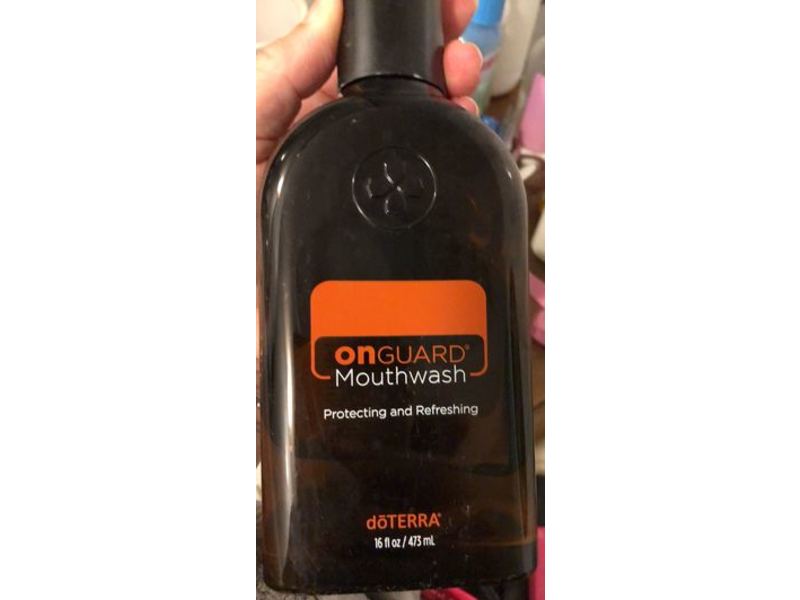 onGUARD®
Mouthwash
Protecting and Refreshing
dōTERRA®
16 fl oz / 473 mL